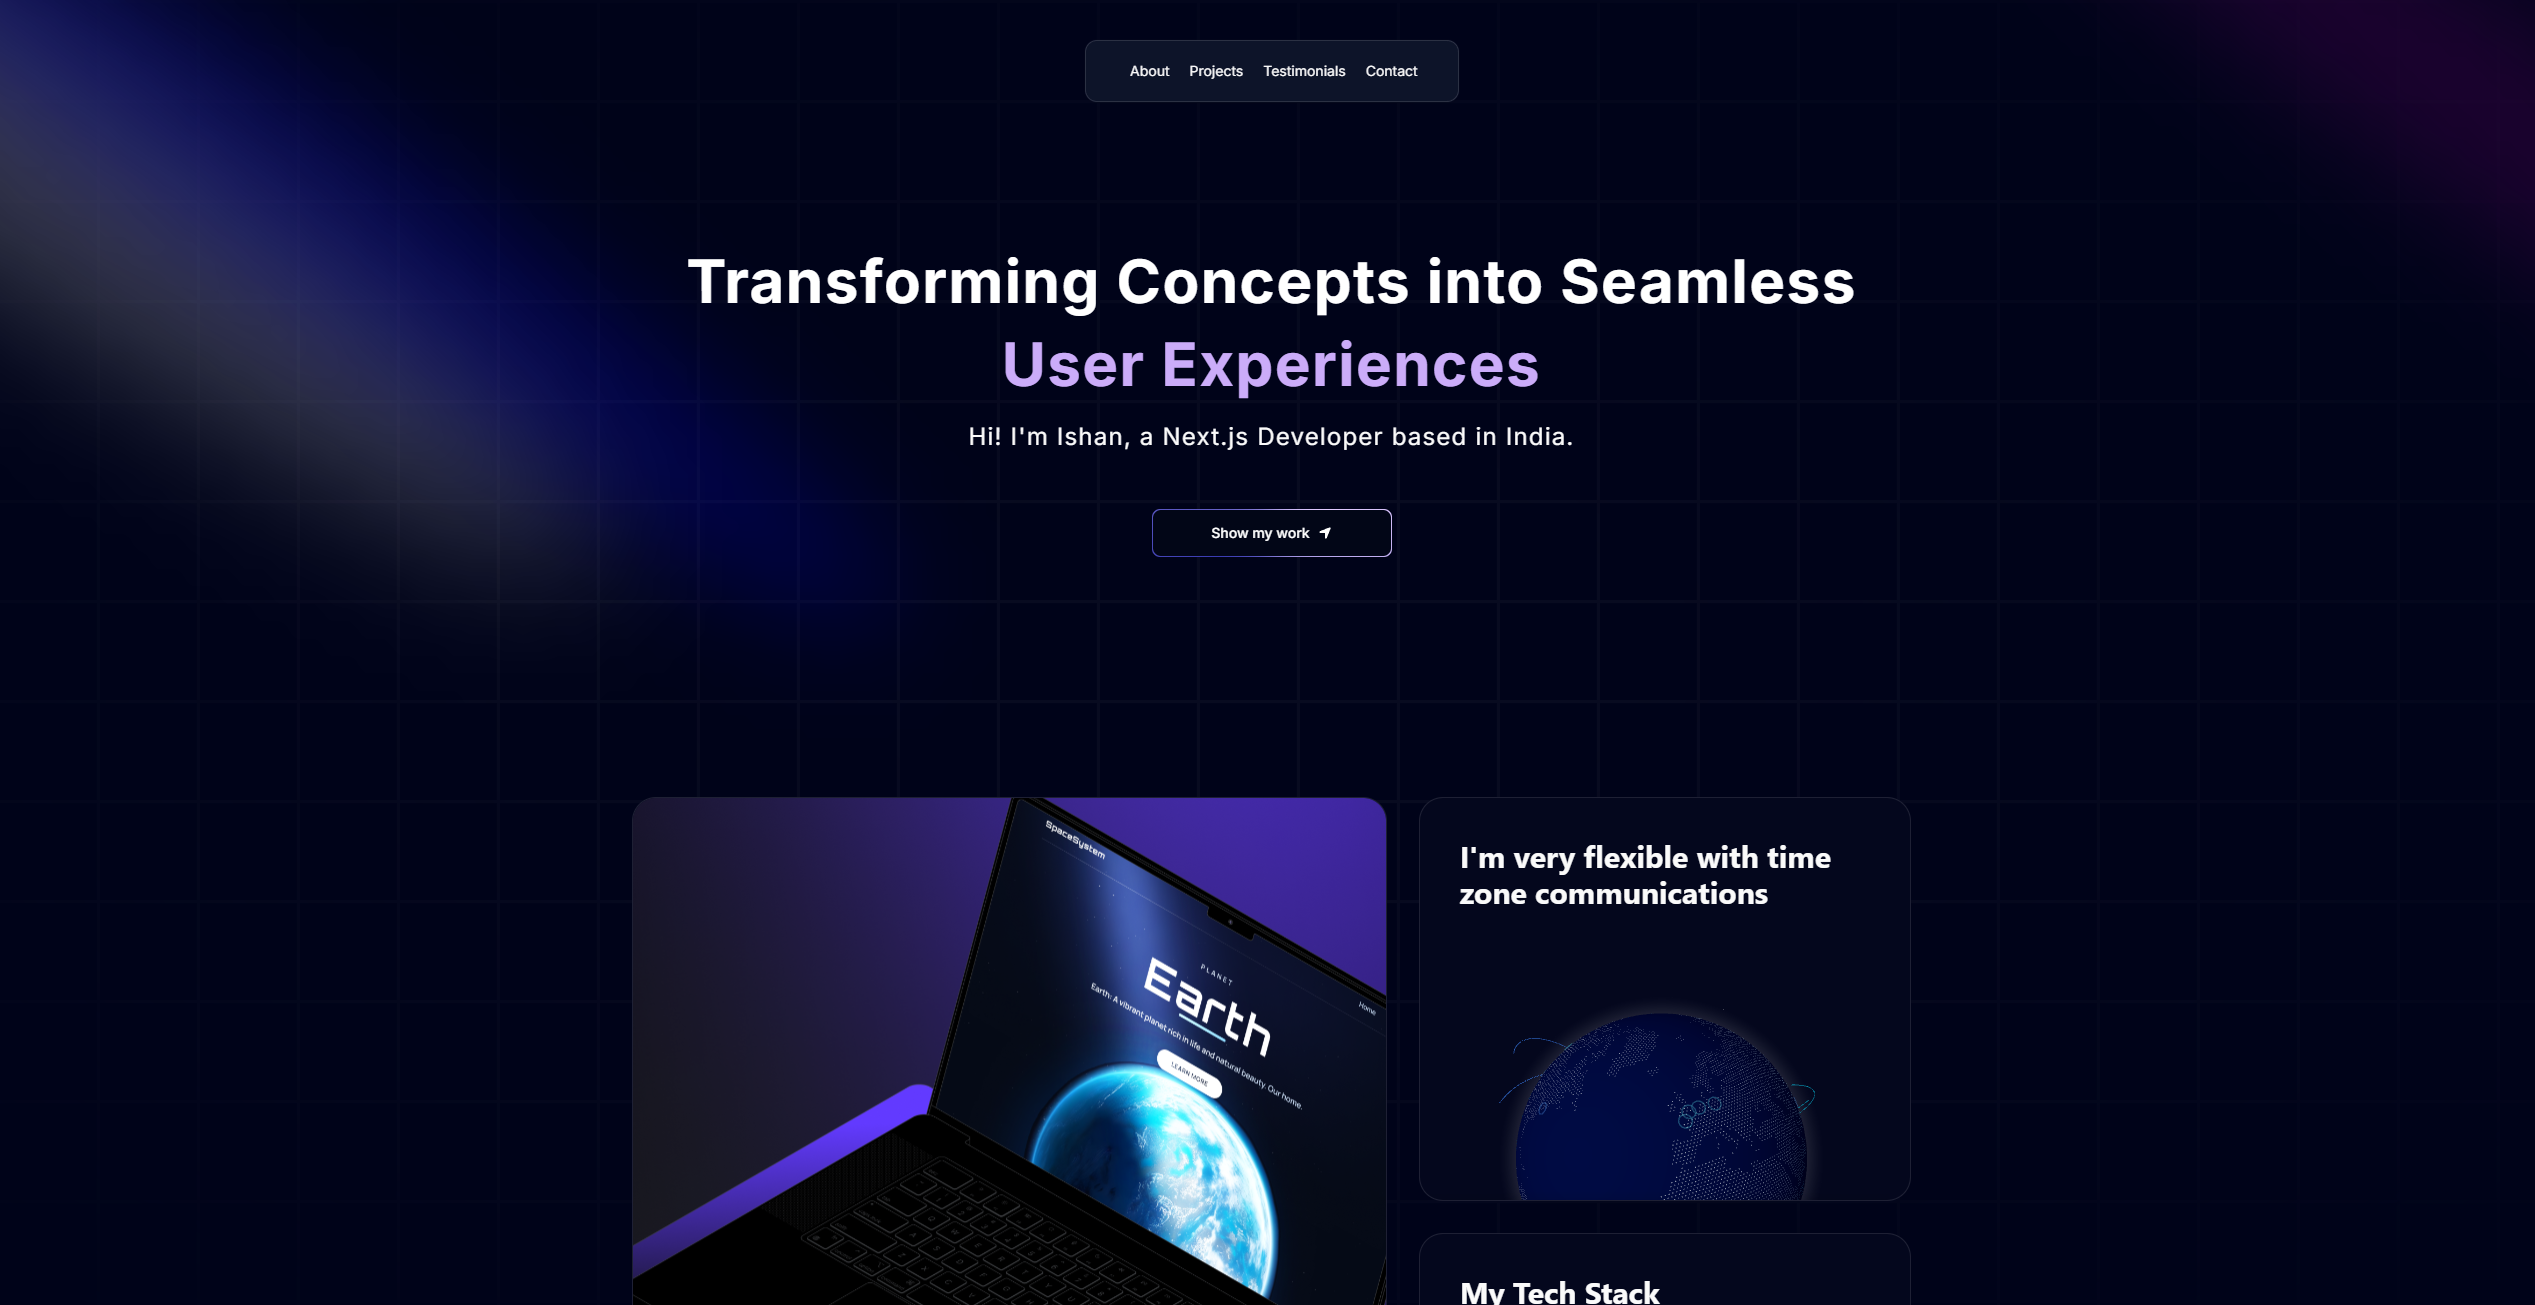 About Projects Testimonials Contact
Transforming Concepts into Seamless
User Experiences
Hi! I'm Ishan, a Next.js Developer based in India.
Show my work
SpaceSystem
Home
PLANET
Earth
Earth: A vibrant planet rich in life and natural beauty. Our home.
LEARN MORE
I'm very flexible with time
zone communications
My Tech Stack